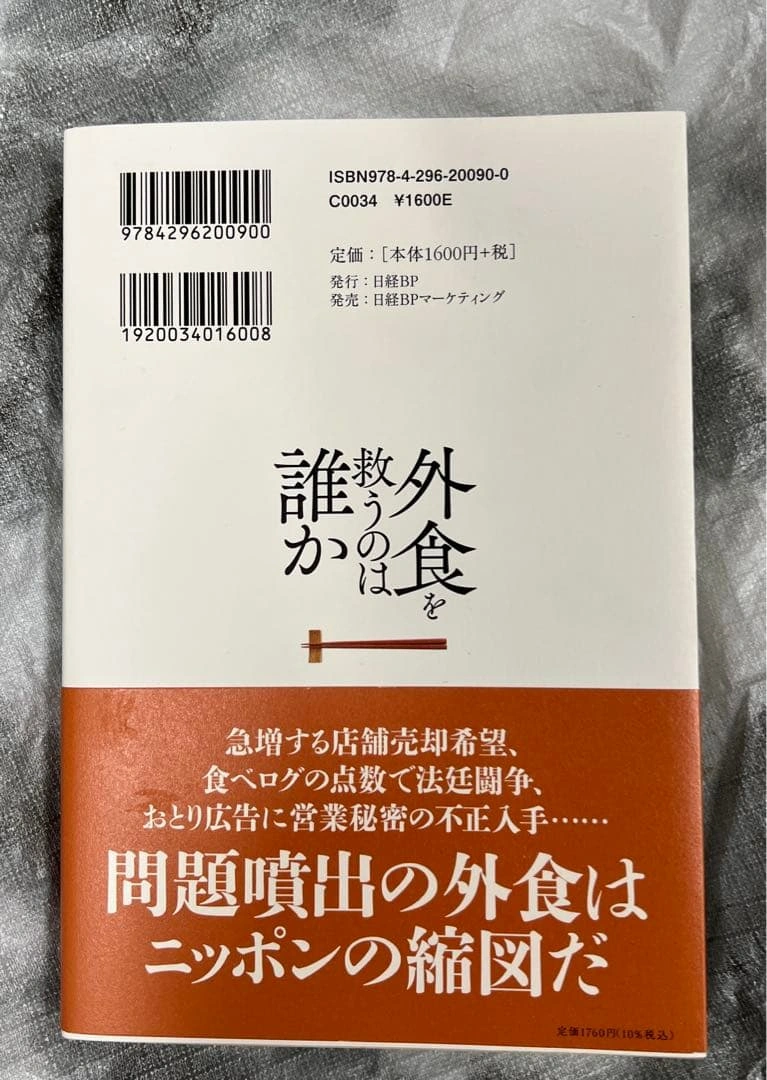 ISBN978-4-296-20090-0
C0034 ¥1600E
9784296200900
定価：［本体1600円+税］
発行：日経BP
発売：日経BPマーケティング
1920034016008
外食を
救うのは
誰か
急増する店舗売却希望、
食べログの点数で法廷闘争、
おとり広告に営業秘密の不正入手……
問題噴出の外食は
ニッポンの縮図だ
定価1760円（10％税込）